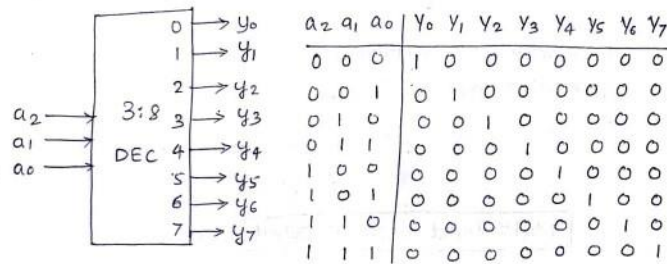 0 y0
1 y1
2 y2
a2 3:8 3 y3
a1 DEC 4 y4
a0 5 y5
6 y6
7 y7
a2 a1 a0 y0 y1 y2 y3 y4 y5 y6 y7
0 0 0 1 0 0 0 0 0 0 0
0 0 1 0 1 0 0 0 0 0 0
0 1 0 0 0 1 0 0 0 0 0
0 1 1 0 0 0 1 0 0 0 0
1 0 0 0 0 0 0 1 0 0 0
1 0 1 0 0 0 0 0 1 0 0
1 1 0 0 0 0 0 0 0 1 0
1 1 1 0 0 0 0 0 0 0 1